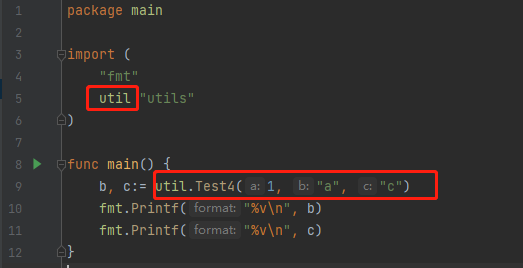 1 package main
2
3 import (
4 "fmt"
5 util "utils"
6 )
7
8 func main() {
9 b, c:= util.Test4( a: 1, b: "a", c: "c")
10 fmt.Printf( format: "%v\n", b)
11 fmt.Printf( format: "%v\n", c)
12 }